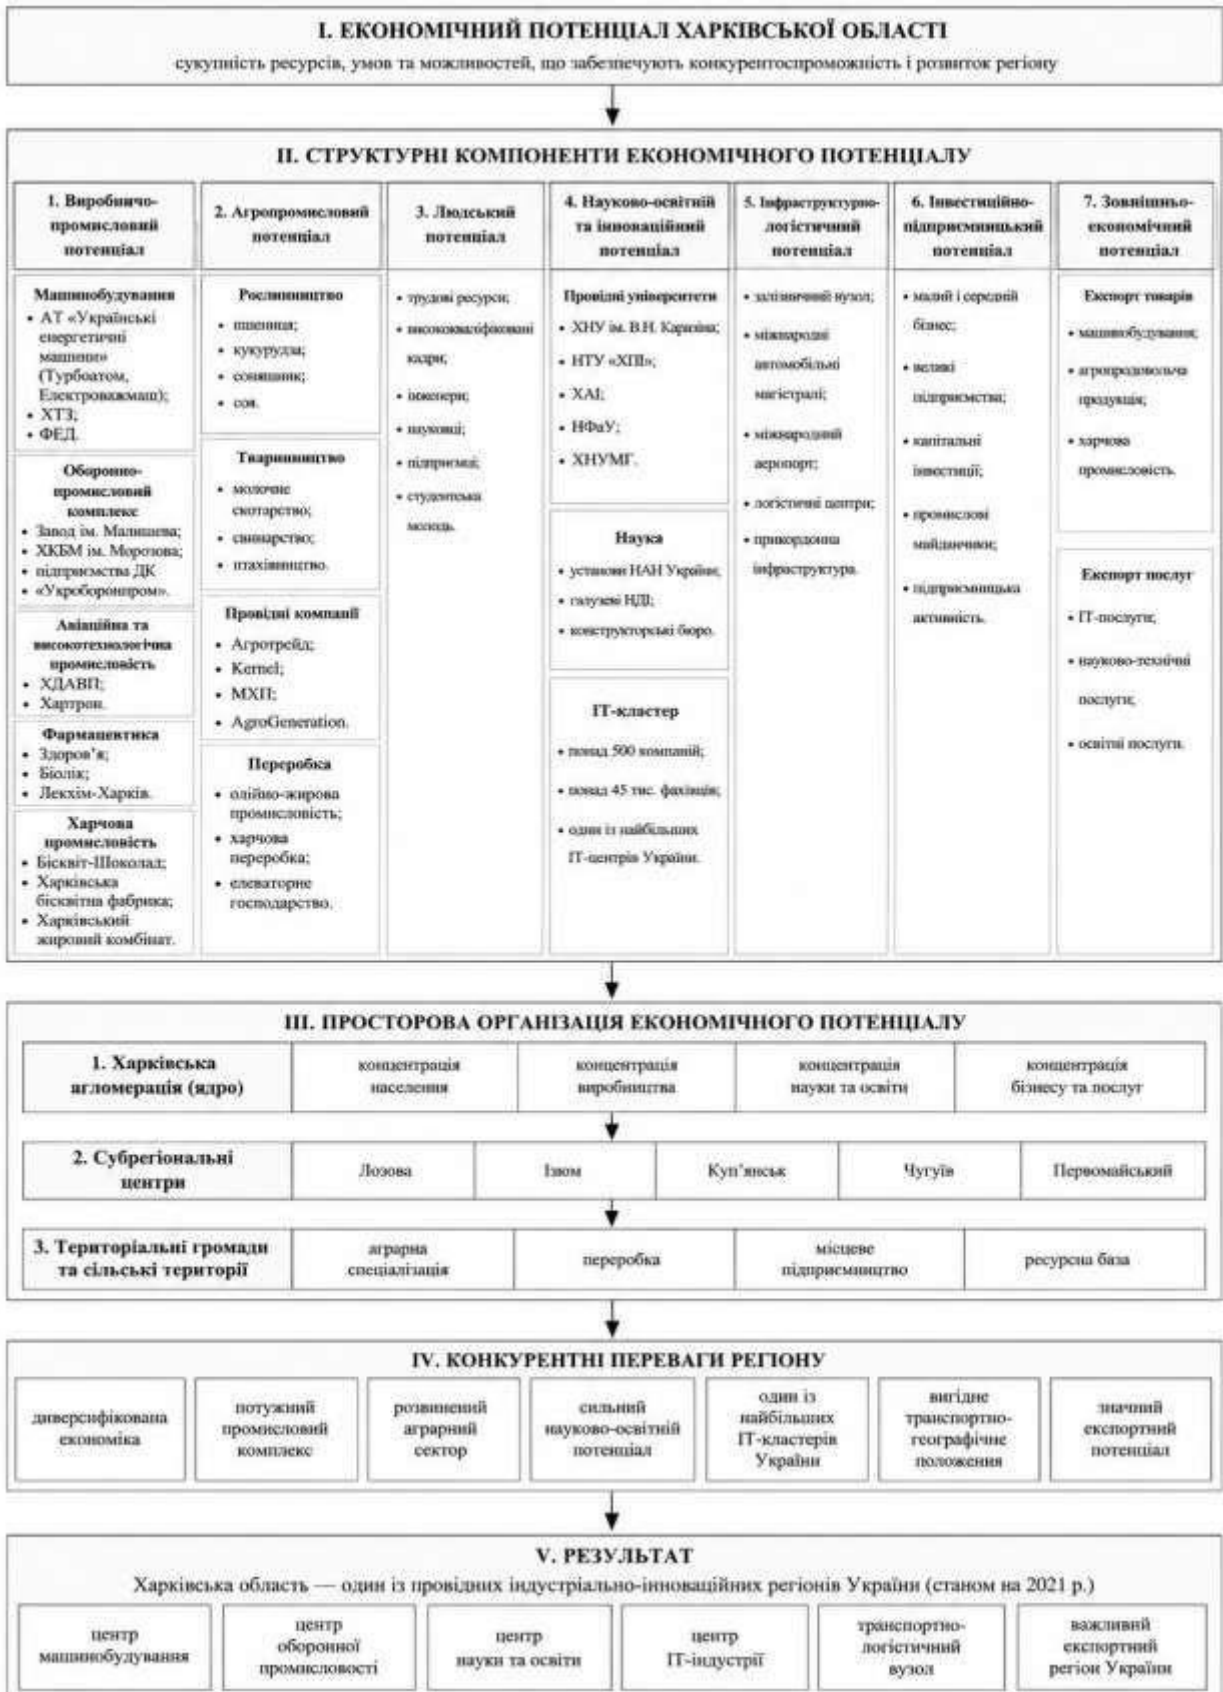 I. ЕКОНОМІЧНИЙ ПОТЕНЦІАЛ ХАРКІВСЬКОЇ ОБЛАСТІ
сукупність ресурсів, умов та можливостей, що забезпечують конкурентоспроможність і розвиток регіону
II. СТРУКТУРНІ КОМПОНЕНТИ ЕКОНОМІЧНОГО ПОТЕНЦІАЛУ
1. Виробничо-
промисловий
потенціал
Машинобудування
• АТ «Українські
енергетичні
машини»
(Турбоатом,
Електроважмаш);
• ХТЗ;
• ФЕД.
Оборонно-
промисловий
комплекс
• Завод ім. Малишева;
• ХКБМ ім. Морозова;
• підприємства ДК
• «Укроборонпром».
Авіаційна та
високотехнологічна
промисловість
• ХДАВП;
• Хартрон.
Фармацевтика
• Здоров’я;
• Біолік;
• Лекхім-Харків.
Харчова
промисловість
• Бісквіт-Шоколад;
• Харківська
бісквітна фабрика;
• Харківський
жировий комбінат.
2. Агропромисловий
потенціал
Рослинництво
• пшениця;
• кукурудза;
• соняшник;
• соя.
Тваринництво
• молочне
скотарство;
• свинарство;
• птахівництво.
Провідні компанії
• Агротрейд;
• Kernel;
• МХП;
• AgroGeneration.
Переробка
• олійно-жирова
промисловість;
• харчова
переробка;
• елеваторне
господарство.
3. Людський
потенціал
• трудові ресурси;
• висококваліфіковані
кадри;
• інженери;
• науковці;
• підприємці;
• студентська
молодь.
4. Науково-освітній
та інноваційний
потенціал
Провідні університети
• ХНУ ім. В.Н. Каразіна;
• НТУ «ХПІ»;
• ХАІ;
• НФаУ;
• ХНУМГ.
Наука
• установи НАН України;
• галузеві НДІ;
• конструкторські бюро.
ІТ-кластер
• понад 500 компаній;
• понад 45 тис. фахівців;
• один із найбільших
ІТ-центрів України.
5. Інфраструктурно-
логістичний
потенціал
• залізничний вузол;
• міжнародні
автомобільні
магістралі;
• міжнародний
аеропорт;
• логістичні центри;
• прикордонна
інфраструктура.
6. Інвестиційно-
підприємницький
потенціал
• малий і середній
бізнес;
• великі
підприємства;
• капітальні
інвестиції;
• промислові
майданчики;
• підприємницька
активність.
7. Зовнішньо-
економічний
потенціал
Експорт товарів
• машинобудування;
• агропродовольча
продукція;
• харчова
промисловість.
Експорт послуг
• ІТ-послуги;
• науково-технічні
послуги;
• освітні послуги.
III. ПРОСТОРОВА ОРГАНІЗАЦІЯ ЕКОНОМІЧНОГО ПОТЕНЦІАЛУ
1. Харківська
агломерація (ядро)
концентрація
населення
концентрація
виробництва
концентрація
науки та освіти
концентрація
бізнесу та послуг
2. Субрегіональні
центри
Лозова
Ізюм
Куп’янськ
Чугуїв
Первомайський
3. Територіальні громади
та сільські території
аграрна
спеціалізація
переробка
місцеве
підприємництво
ресурсна база
IV. КОНКУРЕНТНІ ПЕРЕВАГИ РЕГІОНУ
диверсифікована
економіка
потужний
промисловий
комплекс
розвинений
аграрний
сектор
сильний
науково-освітній
потенціал
один із
найбільших
ІТ-кластерів
України
вигідне
транспортно-
географічне
положення
значний
експортний
потенціал
V. РЕЗУЛЬТАТ
Харківська область — один із провідних індустріально-інноваційних регіонів України (станом на 2021 р.)
центр
машинобудування
центр
оборонної
промисловості
центр
науки та освіти
центр
ІТ-індустрії
транспортно-
логістичний
вузол
важливий
експортний
регіон України